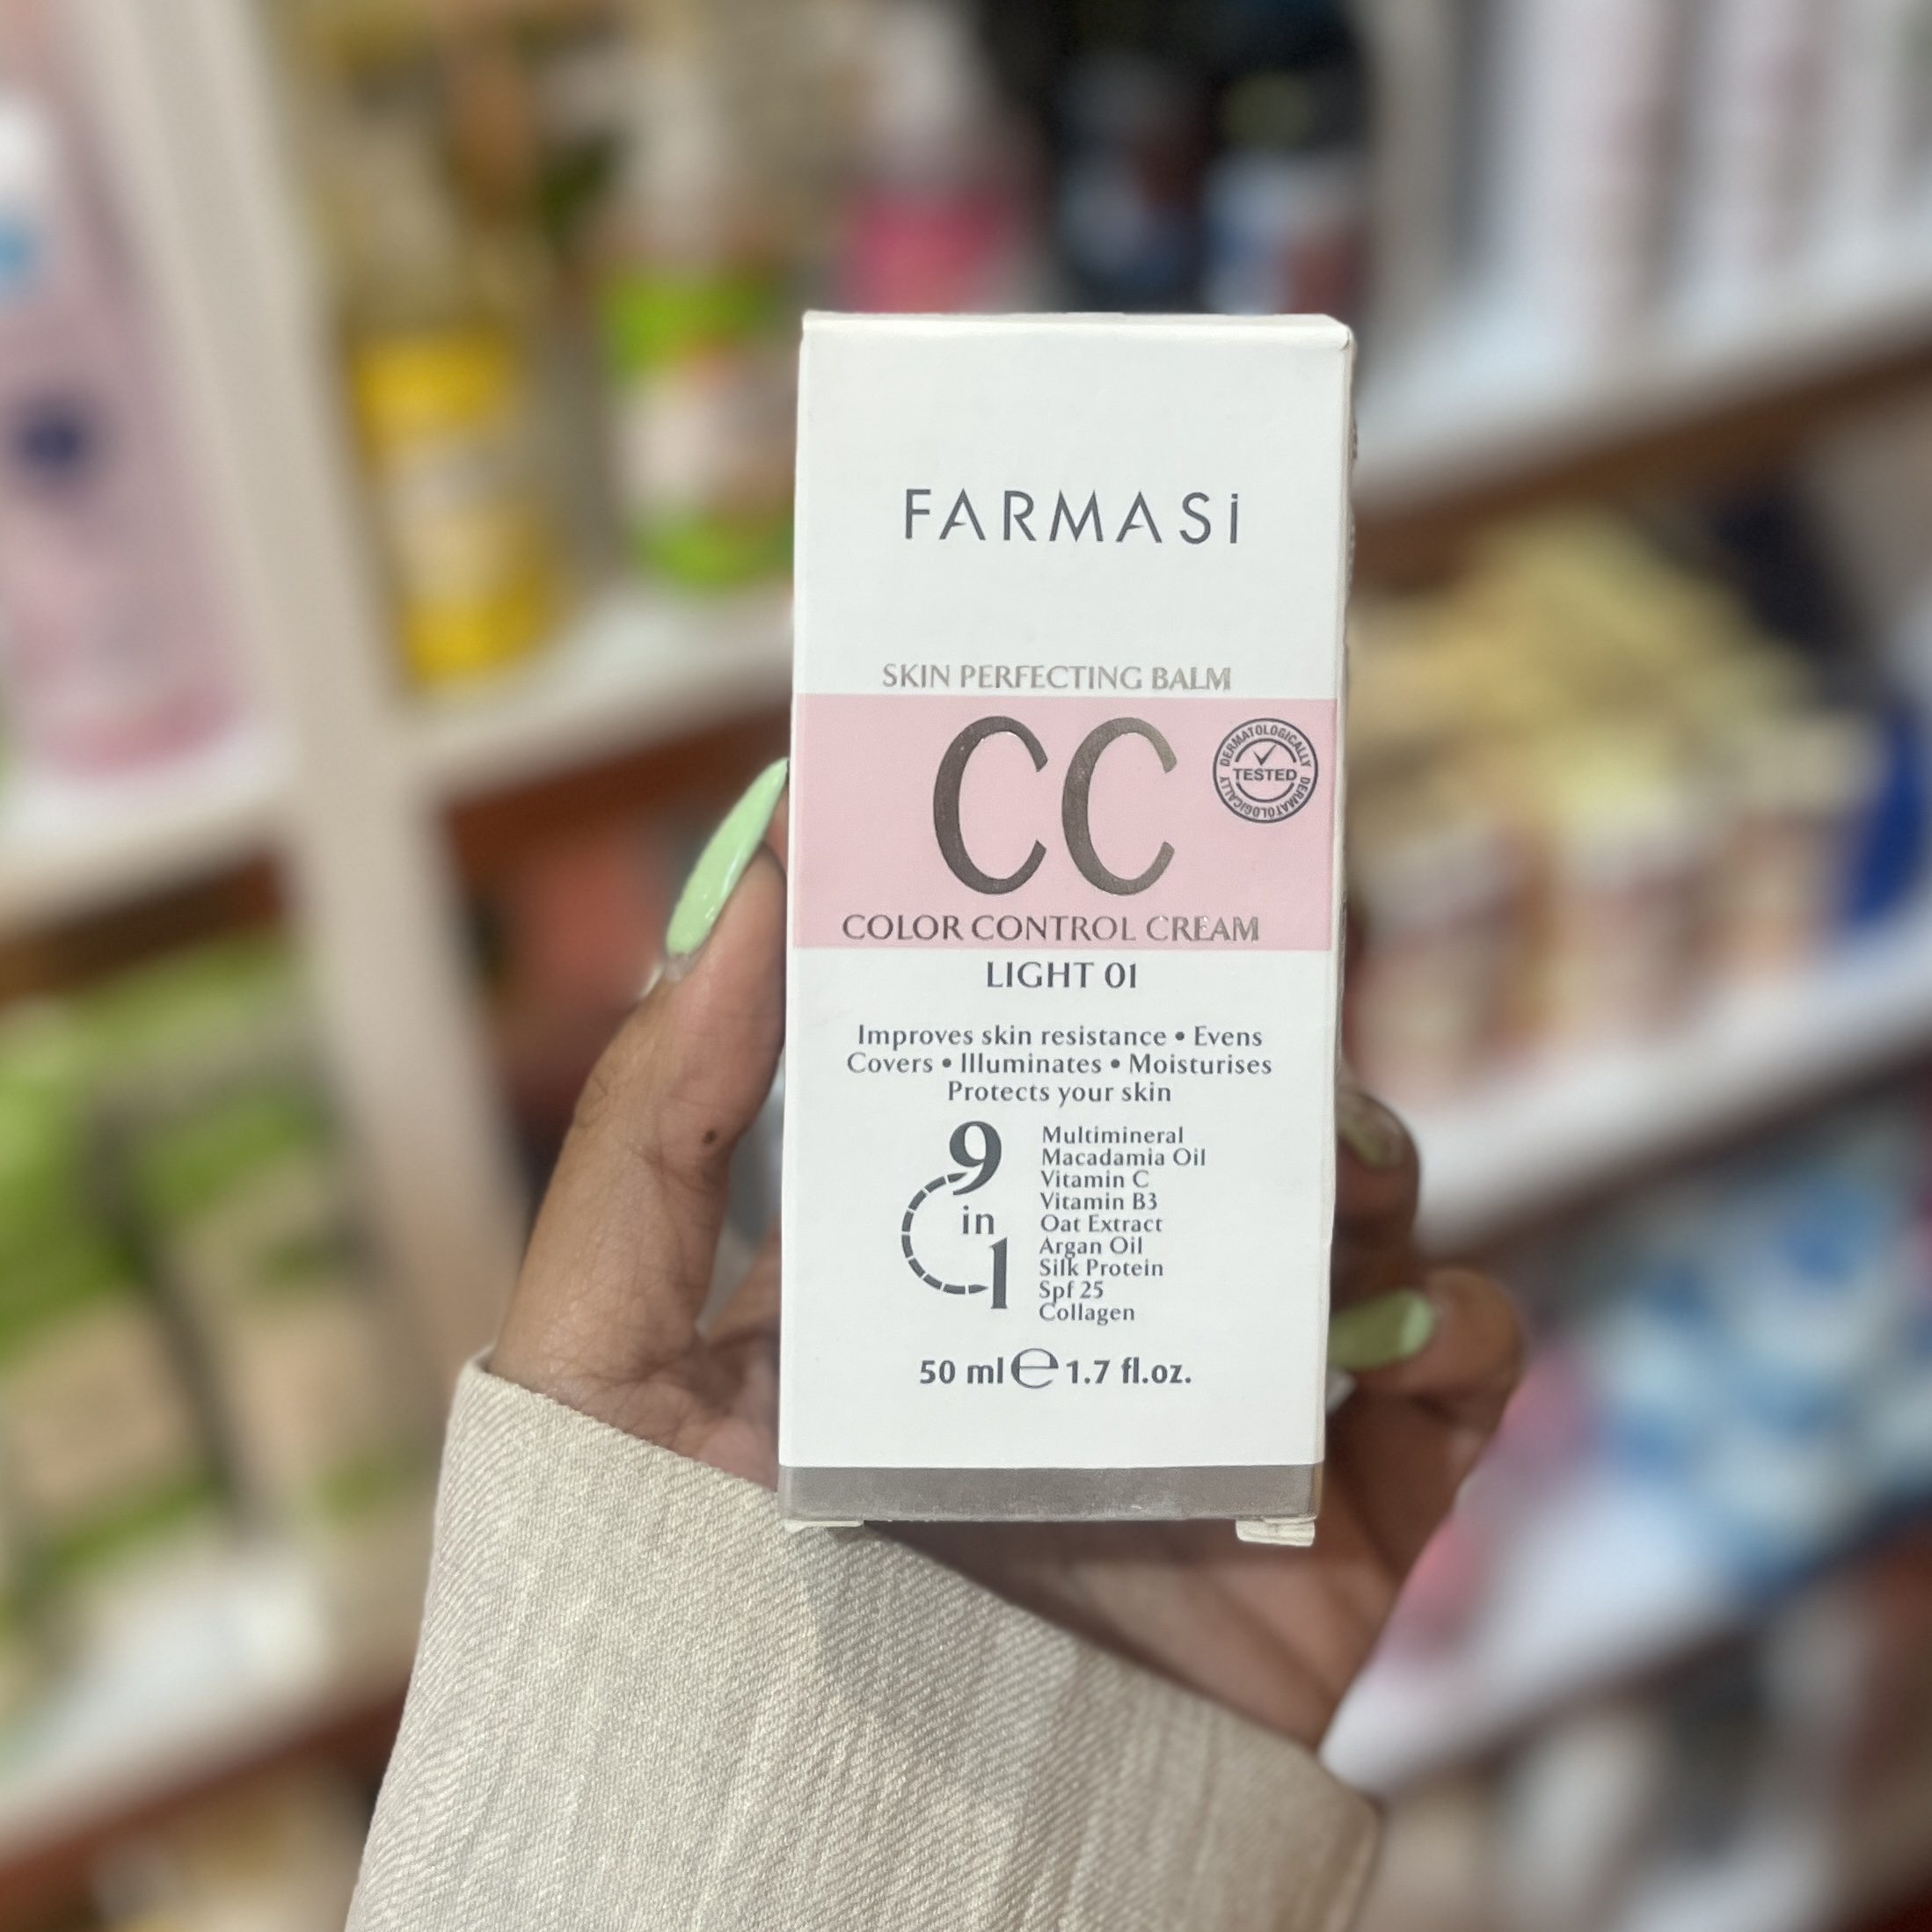 FARMASi
SKIN PERFECTING BALM
CC
DERMATOLOGICALLY
TESTED
DERMATOLOGICALLY
COLOR CONTROL CREAM
LIGHT 01
Improves skin resistance • Evens
Covers • Illuminates • Moisturises
Protects your skin
9
in
1
Multimineral
Macadamia Oil
Vitamin C
Vitamin B3
Oat Extract
Argan Oil
Silk Protein
Spf 25
Collagen
50 ml ℮ 1.7 fl.oz.